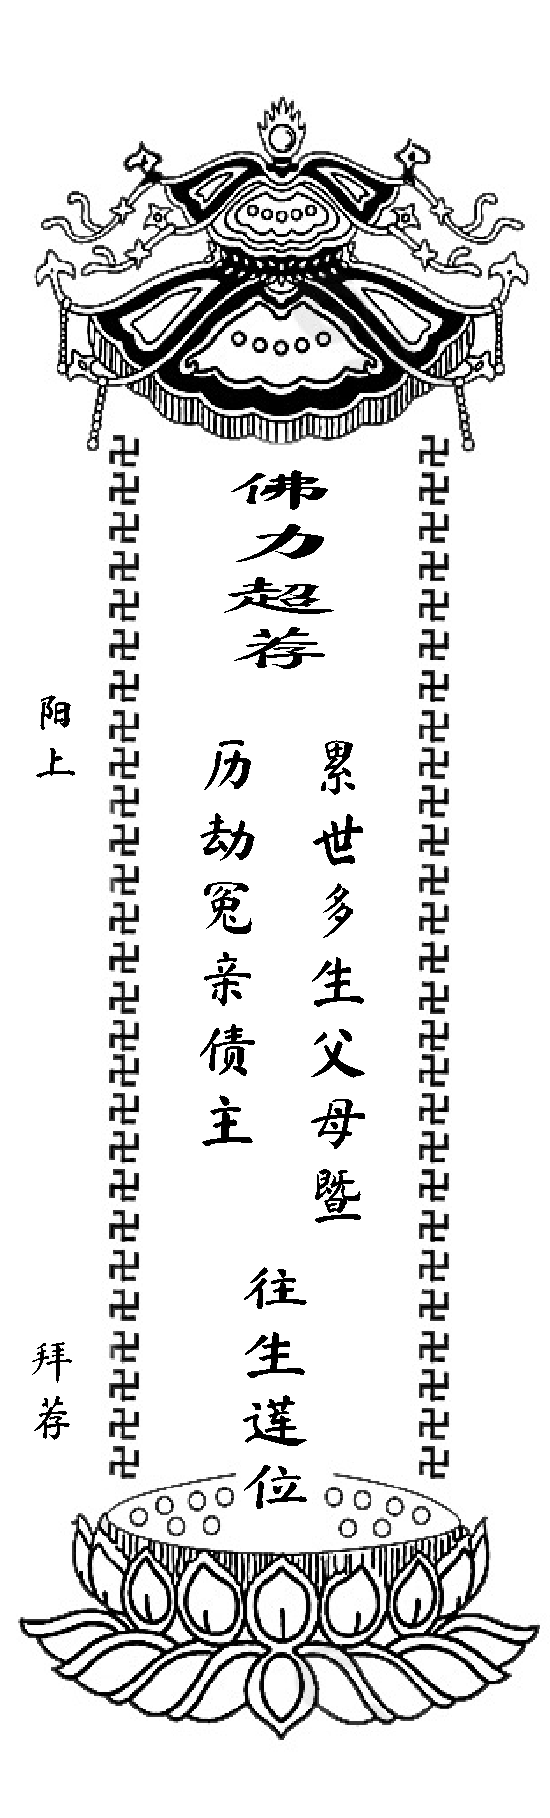 佛力超荐
累世多生父母暨
历劫冤亲债主
往生莲位
阳上
拜荐